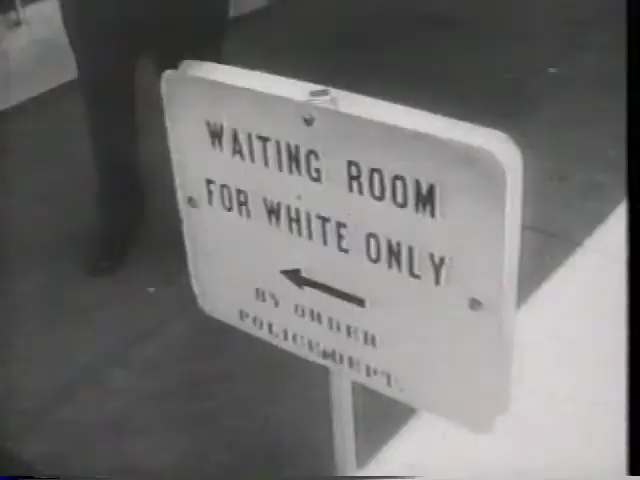 WAITING ROOM
FOR WHITE ONLY
BY ORDER
POLICE DEPT.